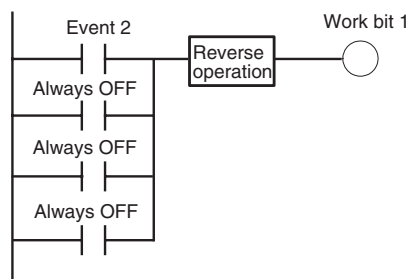 Work bit 1
Event 2
Reverse
operation
Always OFF
Always OFF
Always OFF